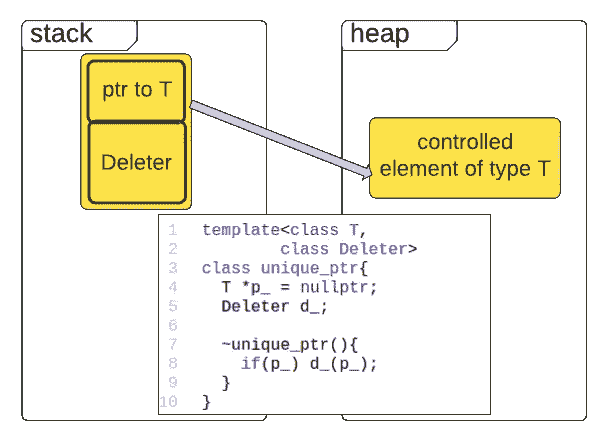 stack
heap
ptr to T
Deleter
controlled
element of type T
1 template<class T,
2         class Deleter>
3 class unique_ptr{
4   T *p_ = nullptr;
5   Deleter d_;
6
7   ~unique_ptr(){
8     if(p_) d_(p_);
9   }
10 }